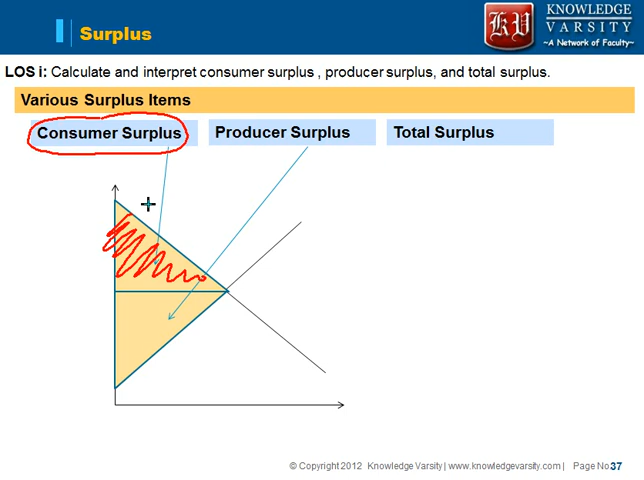 Surplus
KNOWLEDGE
VARSITY
~A Network of Faculty~
KV
LOS i: Calculate and interpret consumer surplus , producer surplus, and total surplus.
Various Surplus Items
Consumer Surplus
Producer Surplus
Total Surplus
© Copyright 2012 Knowledge Varsity | www.knowledgevarsity.com | Page No 37